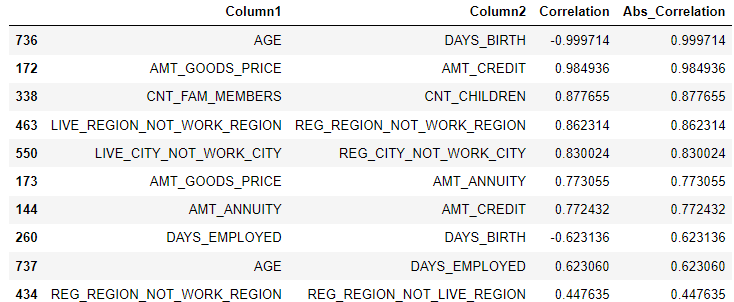 Column1 Column2 Correlation Abs_Correlation
736 AGE DAYS_BIRTH -0.999714 0.999714
172 AMT_GOODS_PRICE AMT_CREDIT 0.984936 0.984936
338 CNT_FAM_MEMBERS CNT_CHILDREN 0.877655 0.877655
463 LIVE_REGION_NOT_WORK_REGION REG_REGION_NOT_WORK_REGION 0.862314 0.862314
550 LIVE_CITY_NOT_WORK_CITY REG_CITY_NOT_WORK_CITY 0.830024 0.830024
173 AMT_GOODS_PRICE AMT_ANNUITY 0.773055 0.773055
144 AMT_ANNUITY AMT_CREDIT 0.772432 0.772432
260 DAYS_EMPLOYED DAYS_BIRTH -0.623136 0.623136
737 AGE DAYS_EMPLOYED 0.623060 0.623060
434 REG_REGION_NOT_WORK_REGION REG_REGION_NOT_LIVE_REGION 0.447635 0.447635